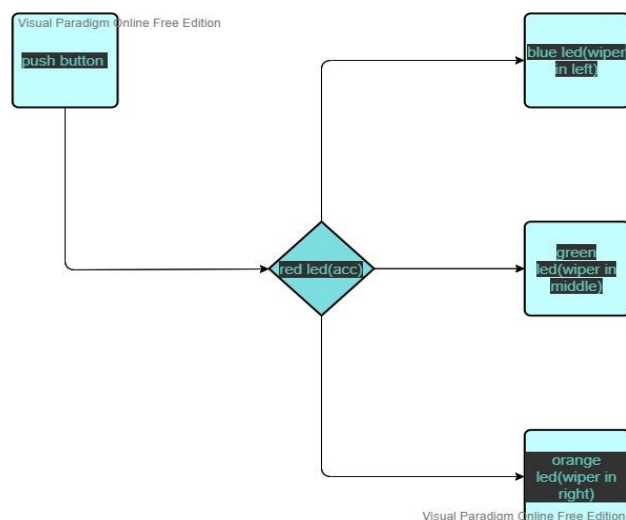 Visual Paradigm Online Free Edition
push button
blue led(wiper
in left)
red led(acc)
green
led(wiper in
middle)
orange
led(wiper in
right)
Visual Paradigm Online Free Edition